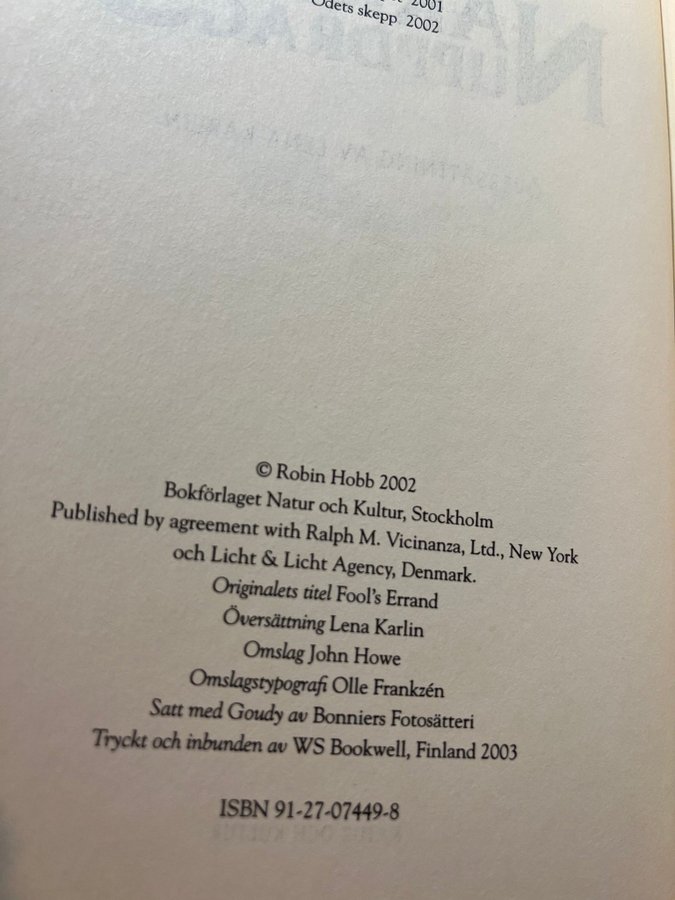 2001
Ödets skepp 2002
© Robin Hobb 2002
Bokförlaget Natur och Kultur, Stockholm
Published by agreement with Ralph M. Vicinanza, Ltd., New York
och Licht & Licht Agency, Denmark.
Originalets titel Fool's Errand
Översättning Lena Karlin
Omslag John Howe
Omslagstypografi Olle Frankzén
Satt med Goudy av Bonniers Fotosätteri
Tryckt och inbunden av WS Bookwell, Finland 2003
ISBN 91-27-07449-8